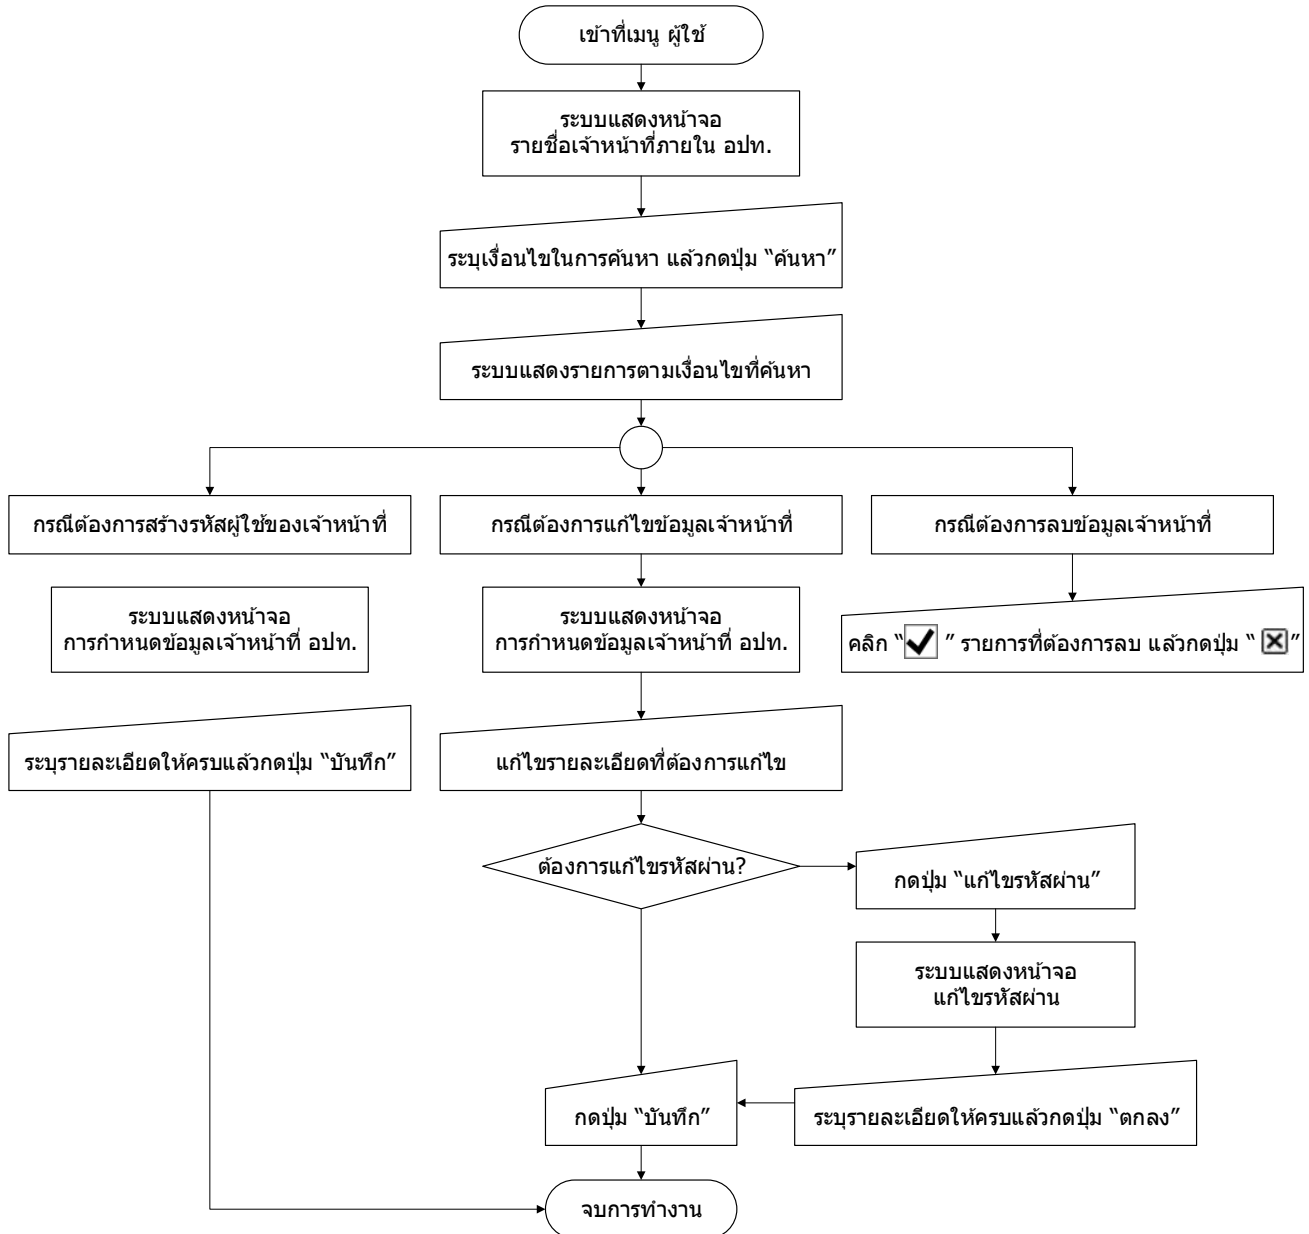 เข้าที่เมนู ผู้ใช้
ระบบแสดงหน้าจอ
รายชื่อเจ้าหน้าที่ภายใน อปท.
ระบุเงื่อนไขในการค้นหา แล้วกดปุ่ม “ค้นหา”
ระบบแสดงรายการตามเงื่อนไขที่ค้นหา
กรณีต้องการสร้างรหัสผู้ใช้ของเจ้าหน้าที่
กรณีต้องการแก้ไขข้อมูลเจ้าหน้าที่
กรณีต้องการลบข้อมูลเจ้าหน้าที่
ระบบแสดงหน้าจอ
การกำหนดข้อมูลเจ้าหน้าที่ อปท.
ระบบแสดงหน้าจอ
การกำหนดข้อมูลเจ้าหน้าที่ อปท.
คลิก “ ” รายการที่ต้องการลบ แล้วกดปุ่ม “ ”
ระบุรายละเอียดให้ครบแล้วกดปุ่ม “บันทึก”
แก้ไขรายละเอียดที่ต้องการแก้ไข
ต้องการแก้ไขรหัสผ่าน?
กดปุ่ม “แก้ไขรหัสผ่าน”
ระบบแสดงหน้าจอ
แก้ไขรหัสผ่าน
กดปุ่ม “บันทึก”
ระบุรายละเอียดให้ครบแล้วกดปุ่ม “ตกลง”
จบการทำงาน